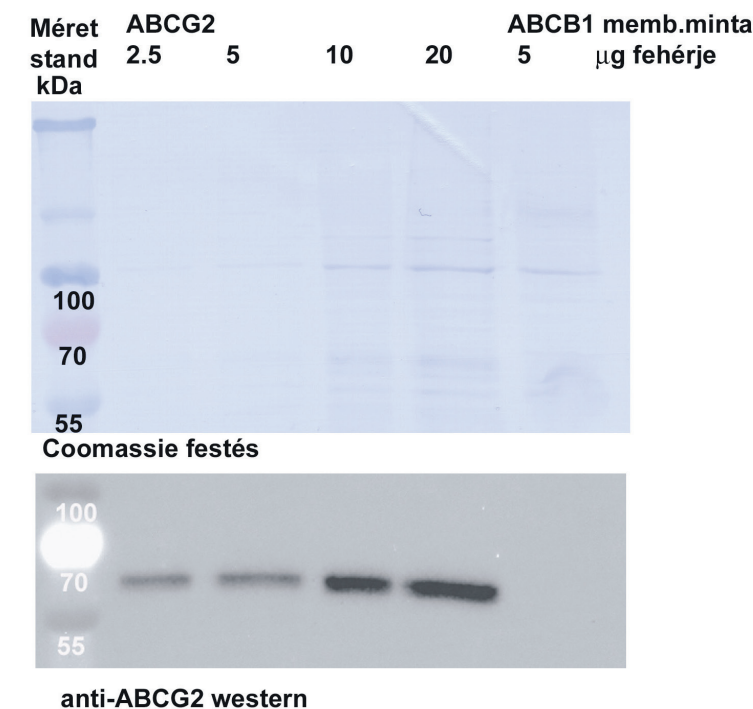 Méret ABCG2 ABCB1 memb.minta
stand 2.5 5 10 20 5 µg fehérje
kDa
100
70
55
Coomassie festés
100
70
55
anti-ABCG2 western